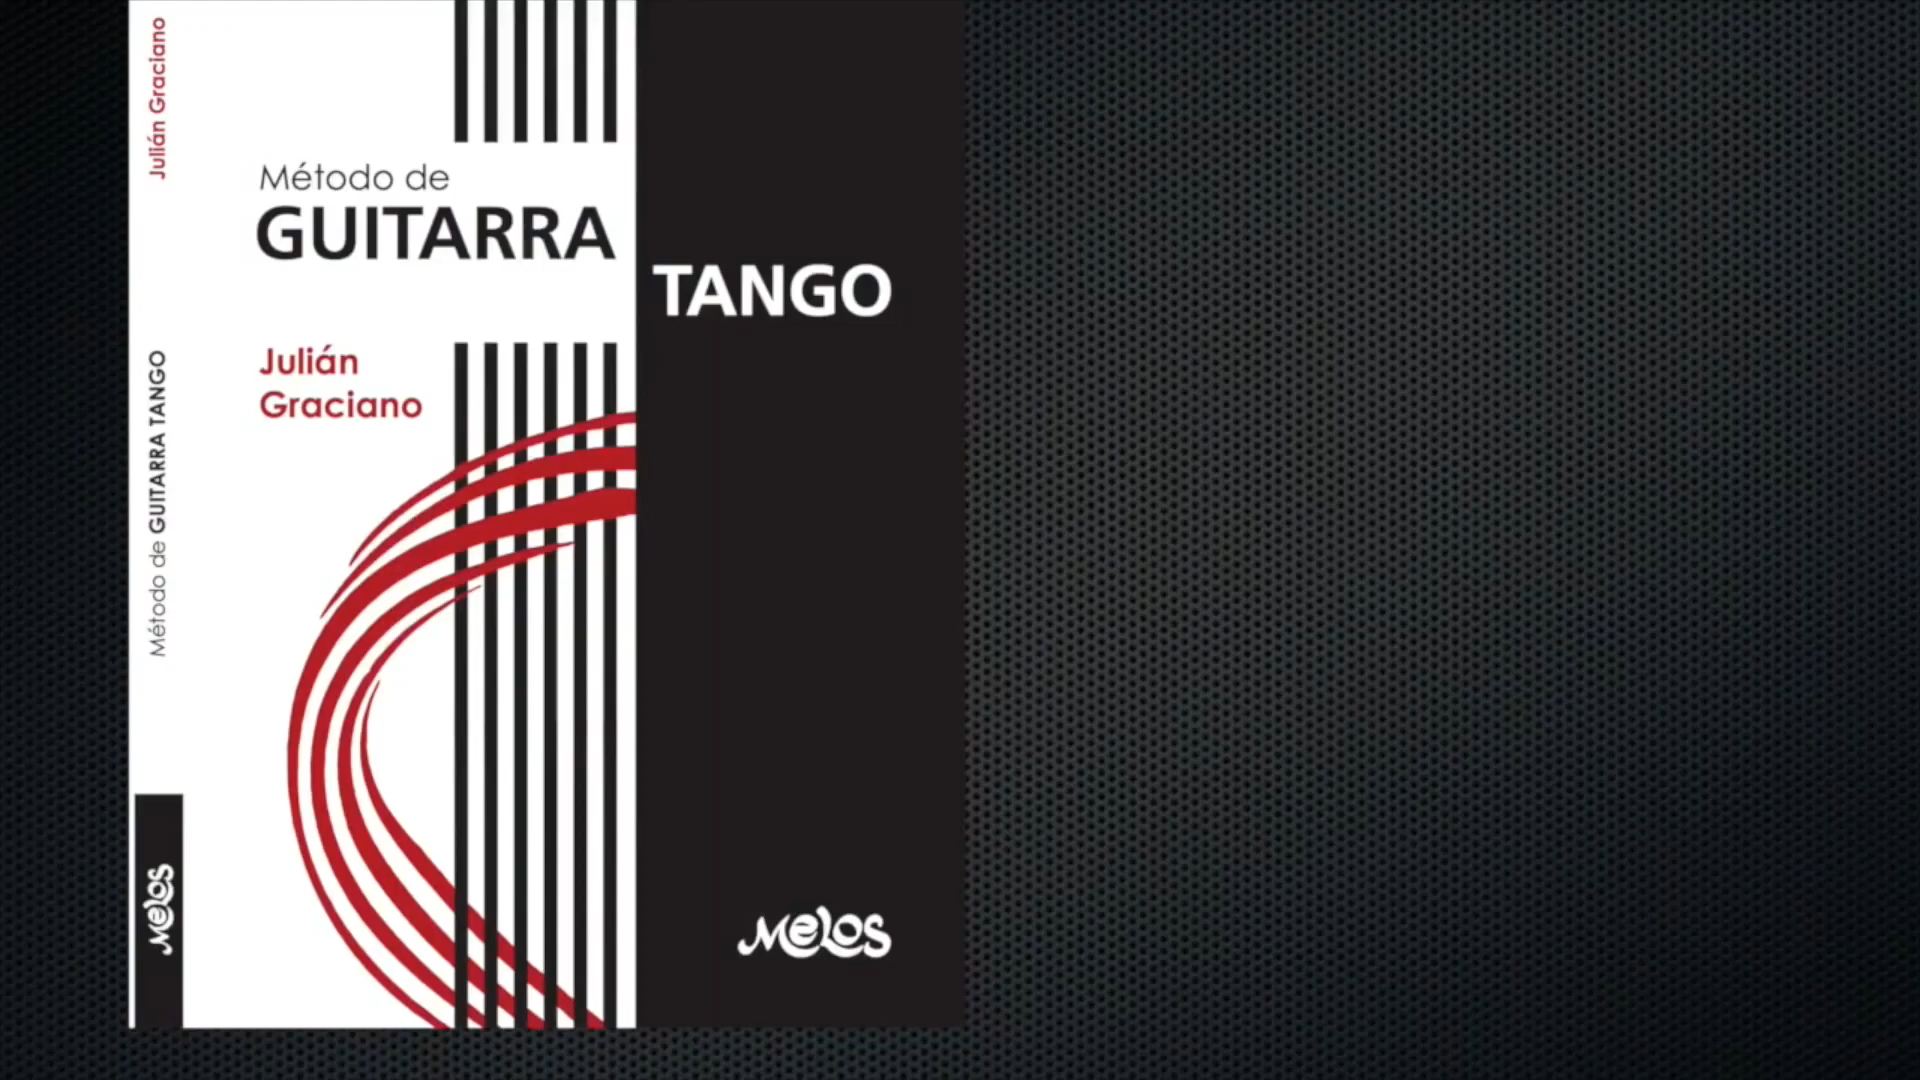 Julián Graciano
Método de GUITARRA TANGO
MELOS
Método de
GUITARRA
TANGO
Julián
Graciano
MELOS